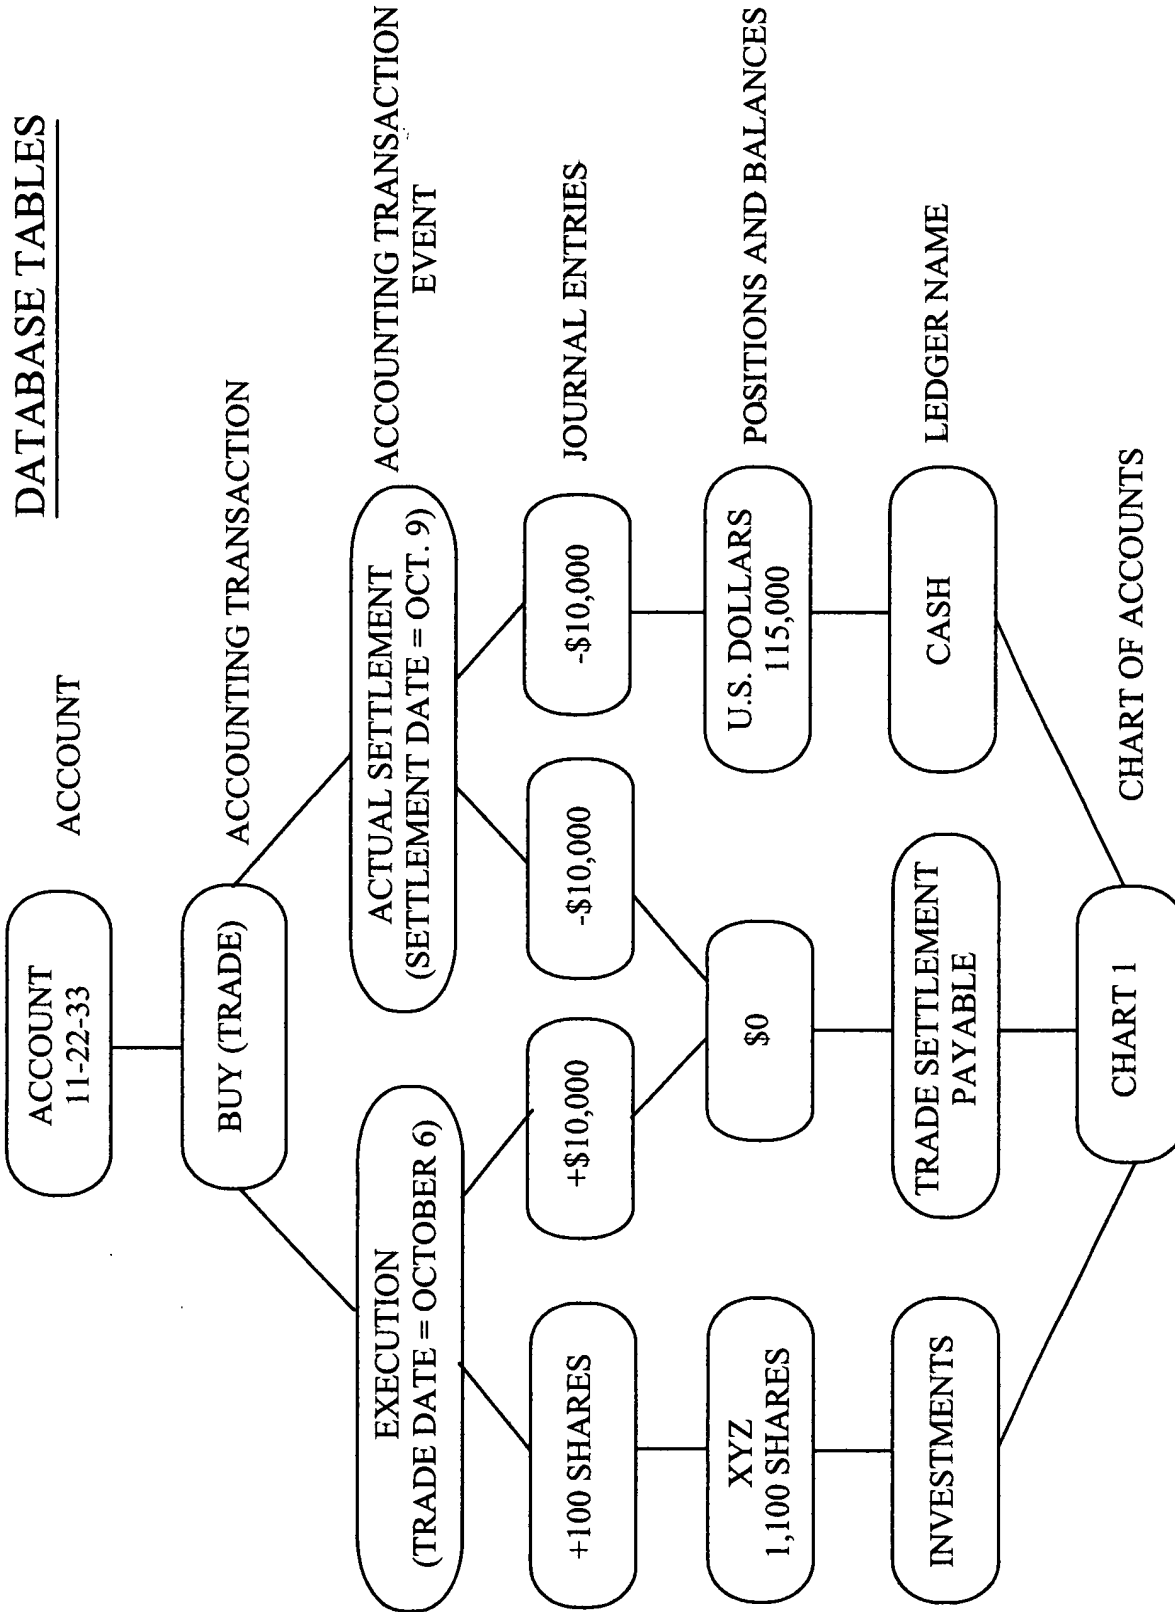 DATABASE TABLES
ACCOUNT
11-22-33
ACCOUNT
BUY (TRADE)
ACCOUNTING TRANSACTION
EXECUTION
(TRADE DATE = OCTOBER 6)
ACTUAL SETTLEMENT
(SETTLEMENT DATE = OCT. 9)
ACCOUNTING TRANSACTION
EVENT
+100 SHARES
+$10,000
-$10,000
-$10,000
JOURNAL ENTRIES
XYZ
1,100 SHARES
$0
U.S. DOLLARS
115,000
POSITIONS AND BALANCES
INVESTMENTS
TRADE SETTLEMENT
PAYABLE
CASH
LEDGER NAME
CHART 1
CHART OF ACCOUNTS